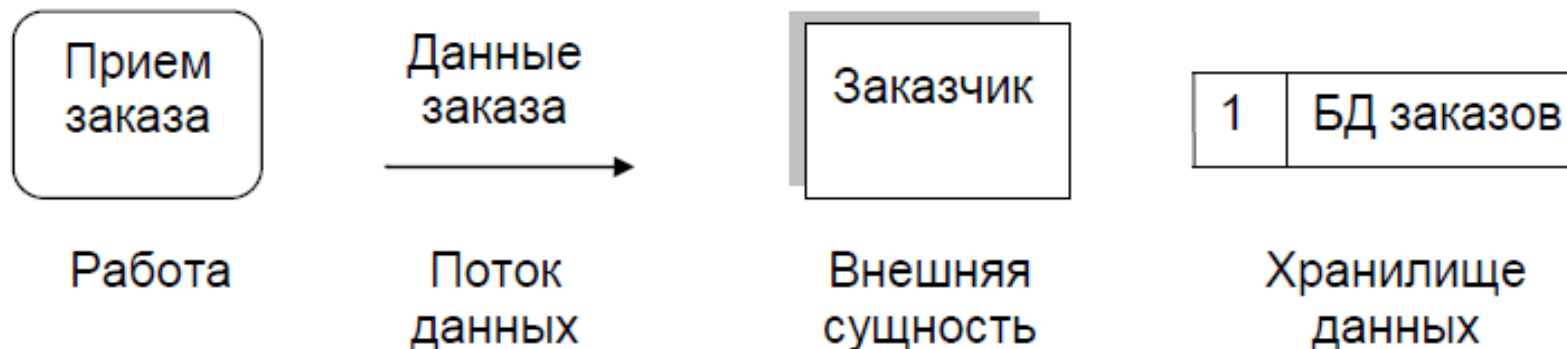 Прием
заказа
Данные
заказа
Заказчик
1 БД заказов
Работа
Поток
данных
Внешняя
сущность
Хранилище
данных